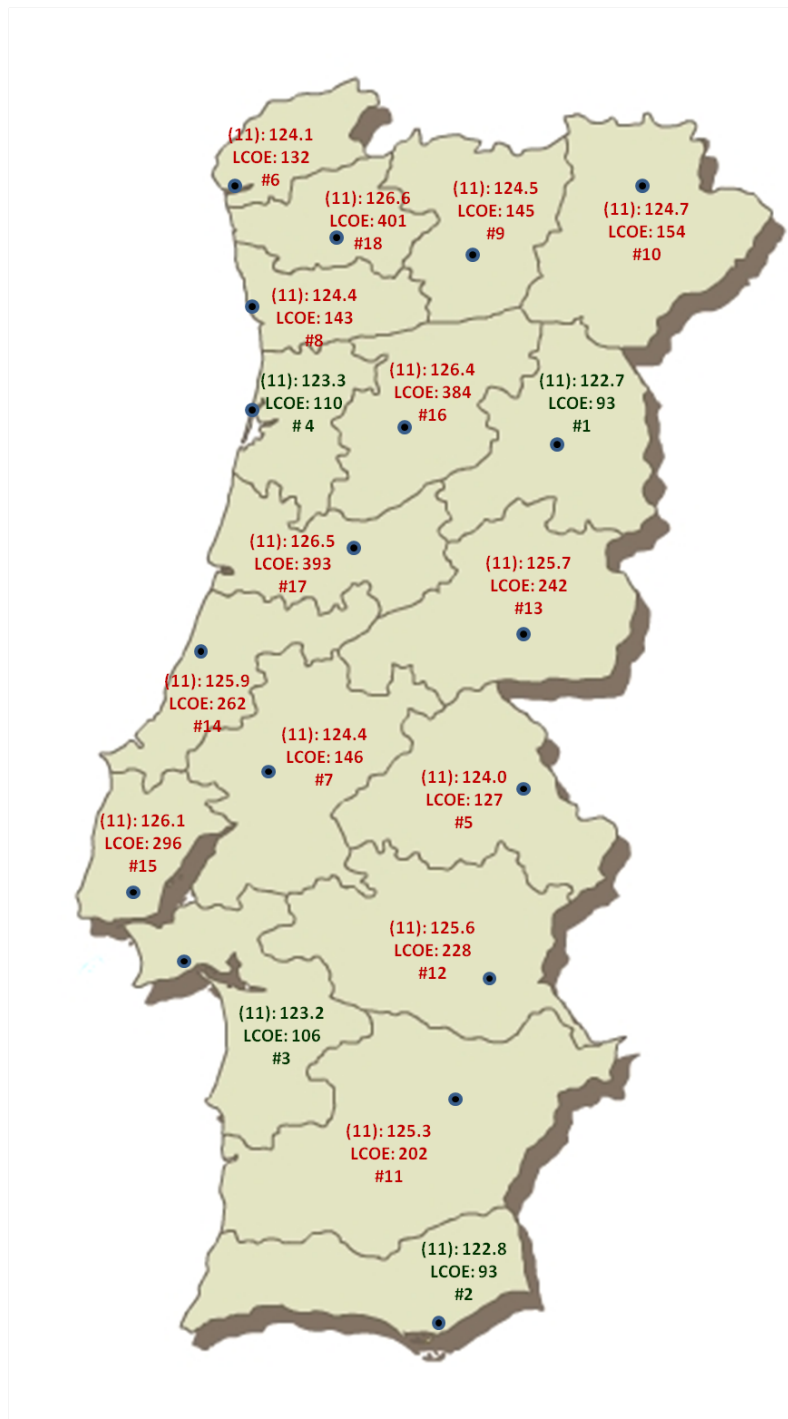 (11): 124.1
LCOE: 132
#6
(11): 126.6
LCOE: 401
#18
(11): 124.5
LCOE: 145
#9
(11): 124.7
LCOE: 154
#10
(11): 124.4
LCOE: 143
#8
(11): 123.3
LCOE: 110
# 4
(11): 126.4
LCOE: 384
#16
(11): 122.7
LCOE: 93
#1
(11): 126.5
LCOE: 393
#17
(11): 125.7
LCOE: 242
#13
(11): 125.9
LCOE: 262
#14
(11): 124.4
LCOE: 146
#7
(11): 124.0
LCOE: 127
#5
(11): 126.1
LCOE: 296
#15
(11): 125.6
LCOE: 228
#12
(11): 123.2
LCOE: 106
#3
(11): 125.3
LCOE: 202
#11
(11): 122.8
LCOE: 93
#2